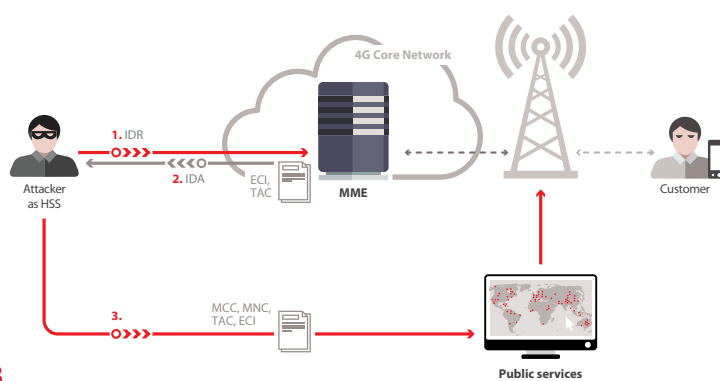 4G Core Network
1. IDR
2. IDA
ECI,
TAC
MME
Attacker
as HSS
Customer
3.
MCC, MNC,
TAC, ECI
Public services